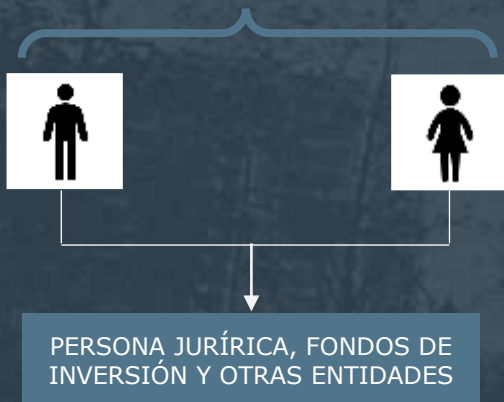 PERSONA JURÍRICA, FONDOS DE
INVERSIÓN Y OTRAS ENTIDADES